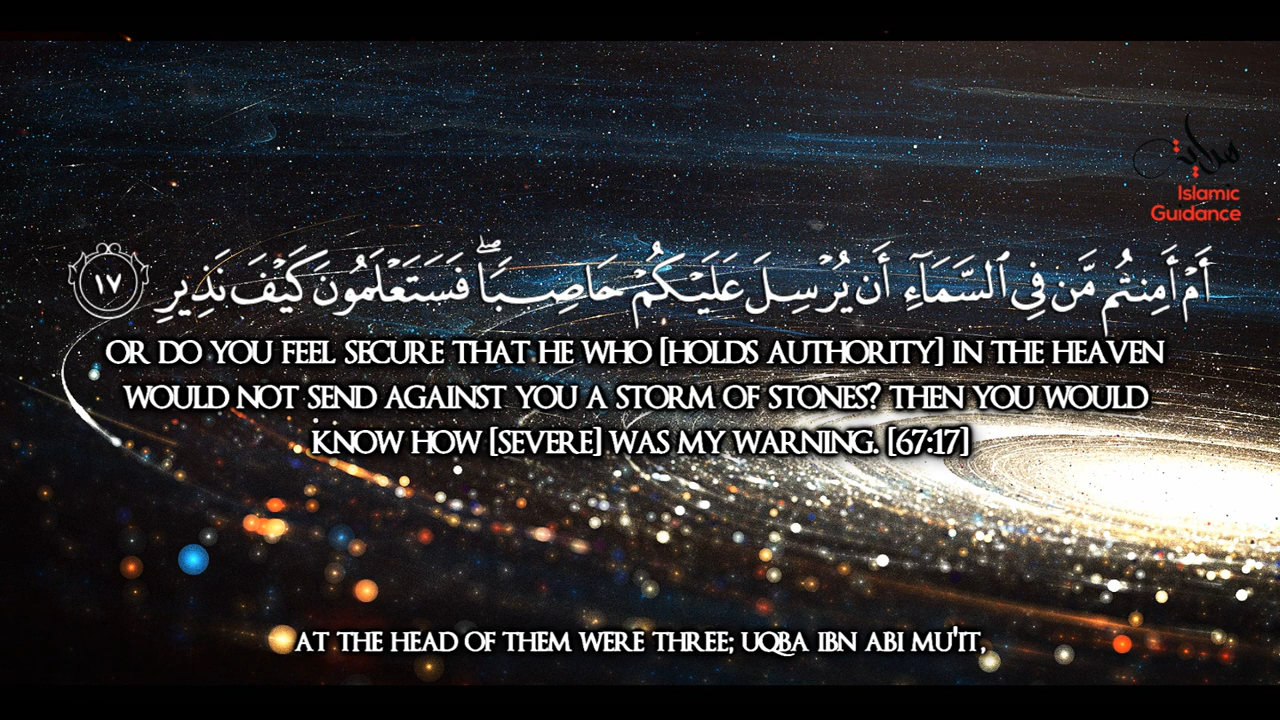 هداية
Islamic
Guidance
أَمْ أَمِنتُم مَّن فِي ٱلسَّمَآءِ أَن يُرْسِلَ عَلَيْكُمْ حَاصِبًۭا ۖ فَسَتَعْلَمُونَ كَيْفَ نَذِيرِ ١٧
OR DO YOU FEEL SECURE THAT HE WHO [HOLDS AUTHORITY] IN THE HEAVEN
WOULD NOT SEND AGAINST YOU A STORM OF STONES? THEN YOU WOULD
KNOW HOW [SEVERE] WAS MY WARNING. [67:17]
AT THE HEAD OF THEM WERE THREE; UQBA IBN ABI MU'IT,